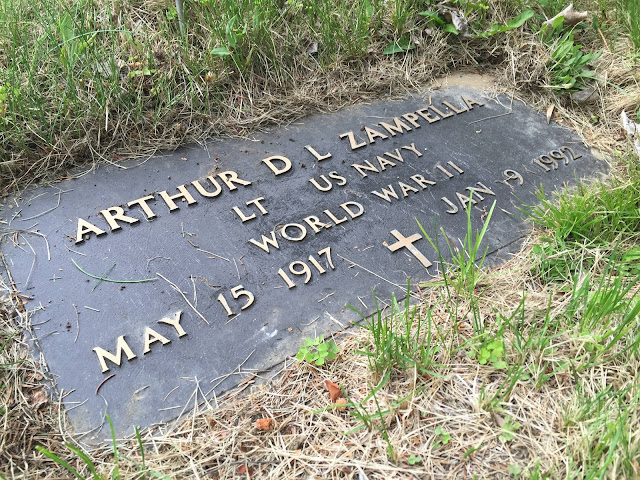 ARTHUR D L ZAMPELLA
LT US NAVY
WORLD WAR II
MAY 15 1917 JAN 9 1992